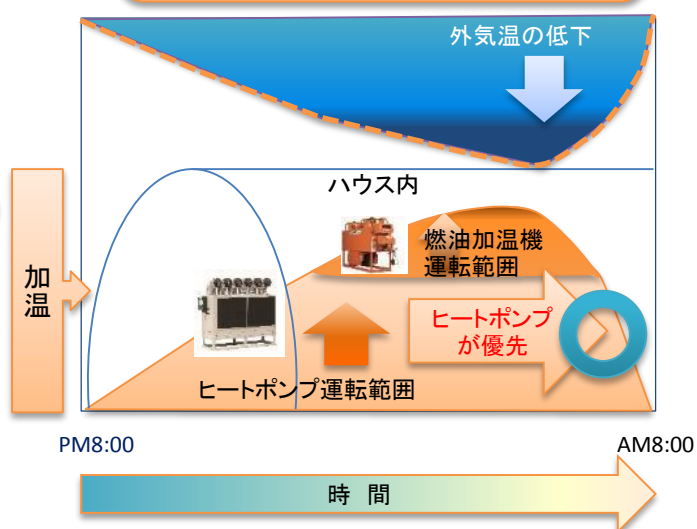 外気温の低下
ハウス内
燃油加温機
運転範囲
加温
ヒートポンプ
が優先
ヒートポンプ運転範囲
PM8:00
AM8:00
時 間